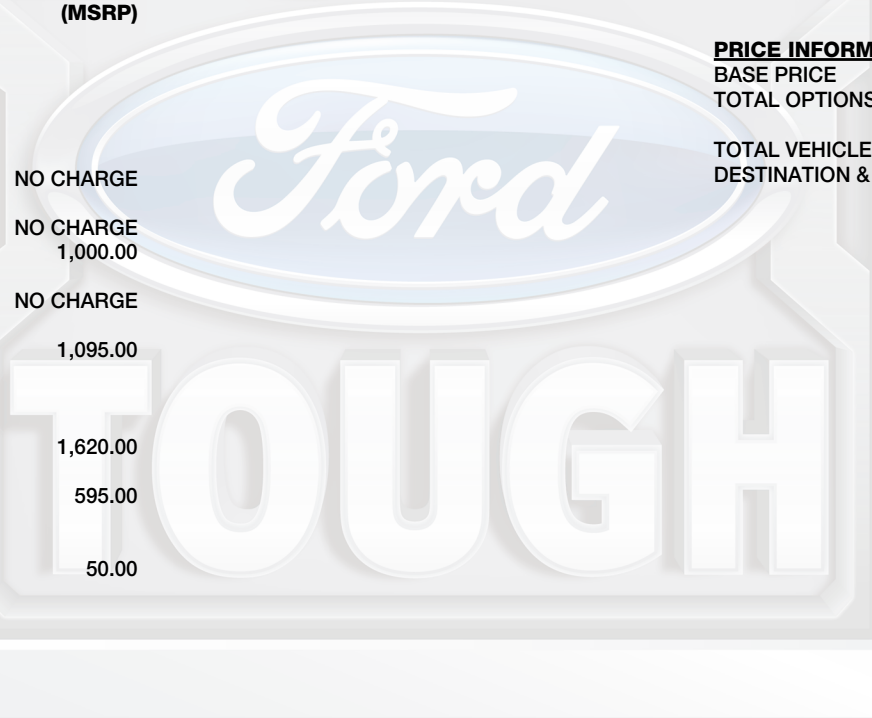 (MSRP)
NO CHARGE
NO CHARGE
1,000.00
NO CHARGE
1,095.00
1,620.00
595.00
50.00
PRICE INFORM
BASE PRICE
TOTAL OPTIONS
TOTAL VEHICLE
DESTINATION &
Ford
TOUGH